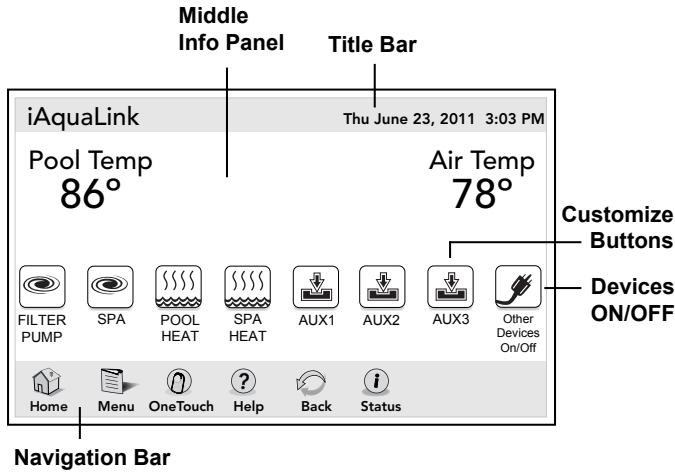 Middle
Info Panel
Title Bar
iAquaLink
Thu June 23, 2011 3:03 PM
Pool Temp
86°
Air Temp
78°
Customize
Buttons
Devices
ON/OFF
FILTER
PUMP
SPA
POOL
HEAT
SPA
HEAT
AUX1
AUX2
AUX3
Other
Devices
On/Off
?
i
Home
Menu
OneTouch
Help
Back
Status
Navigation Bar